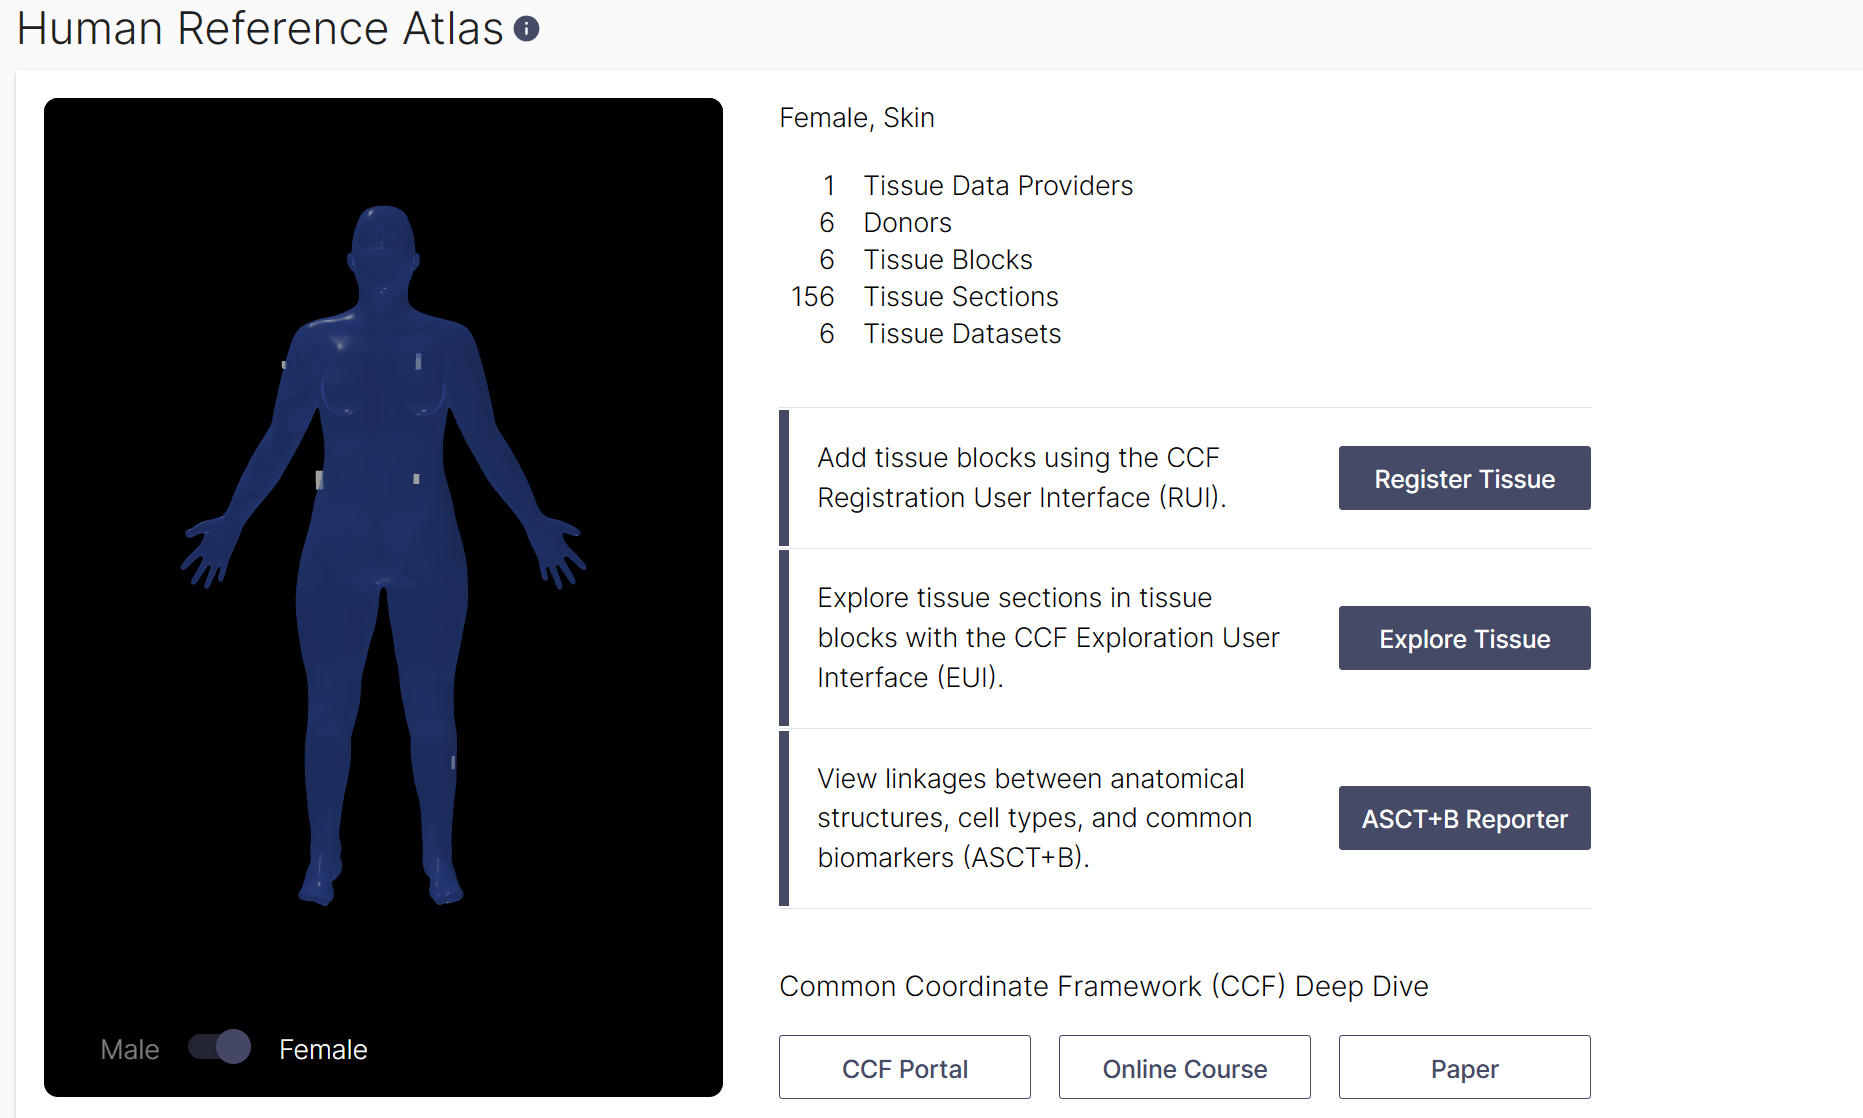 Human Reference Atlas
Female, Skin
1 Tissue Data Providers
6 Donors
6 Tissue Blocks
156 Tissue Sections
6 Tissue Datasets
Add tissue blocks using the CCF
Registration User Interface (RUI).
Register Tissue
Explore tissue sections in tissue
blocks with the CCF Exploration User
Interface (EUI).
Explore Tissue
View linkages between anatomical
structures, cell types, and common
biomarkers (ASCT+B).
ASCT+B Reporter
Common Coordinate Framework (CCF) Deep Dive
CCF Portal
Online Course
Paper
Male
Female